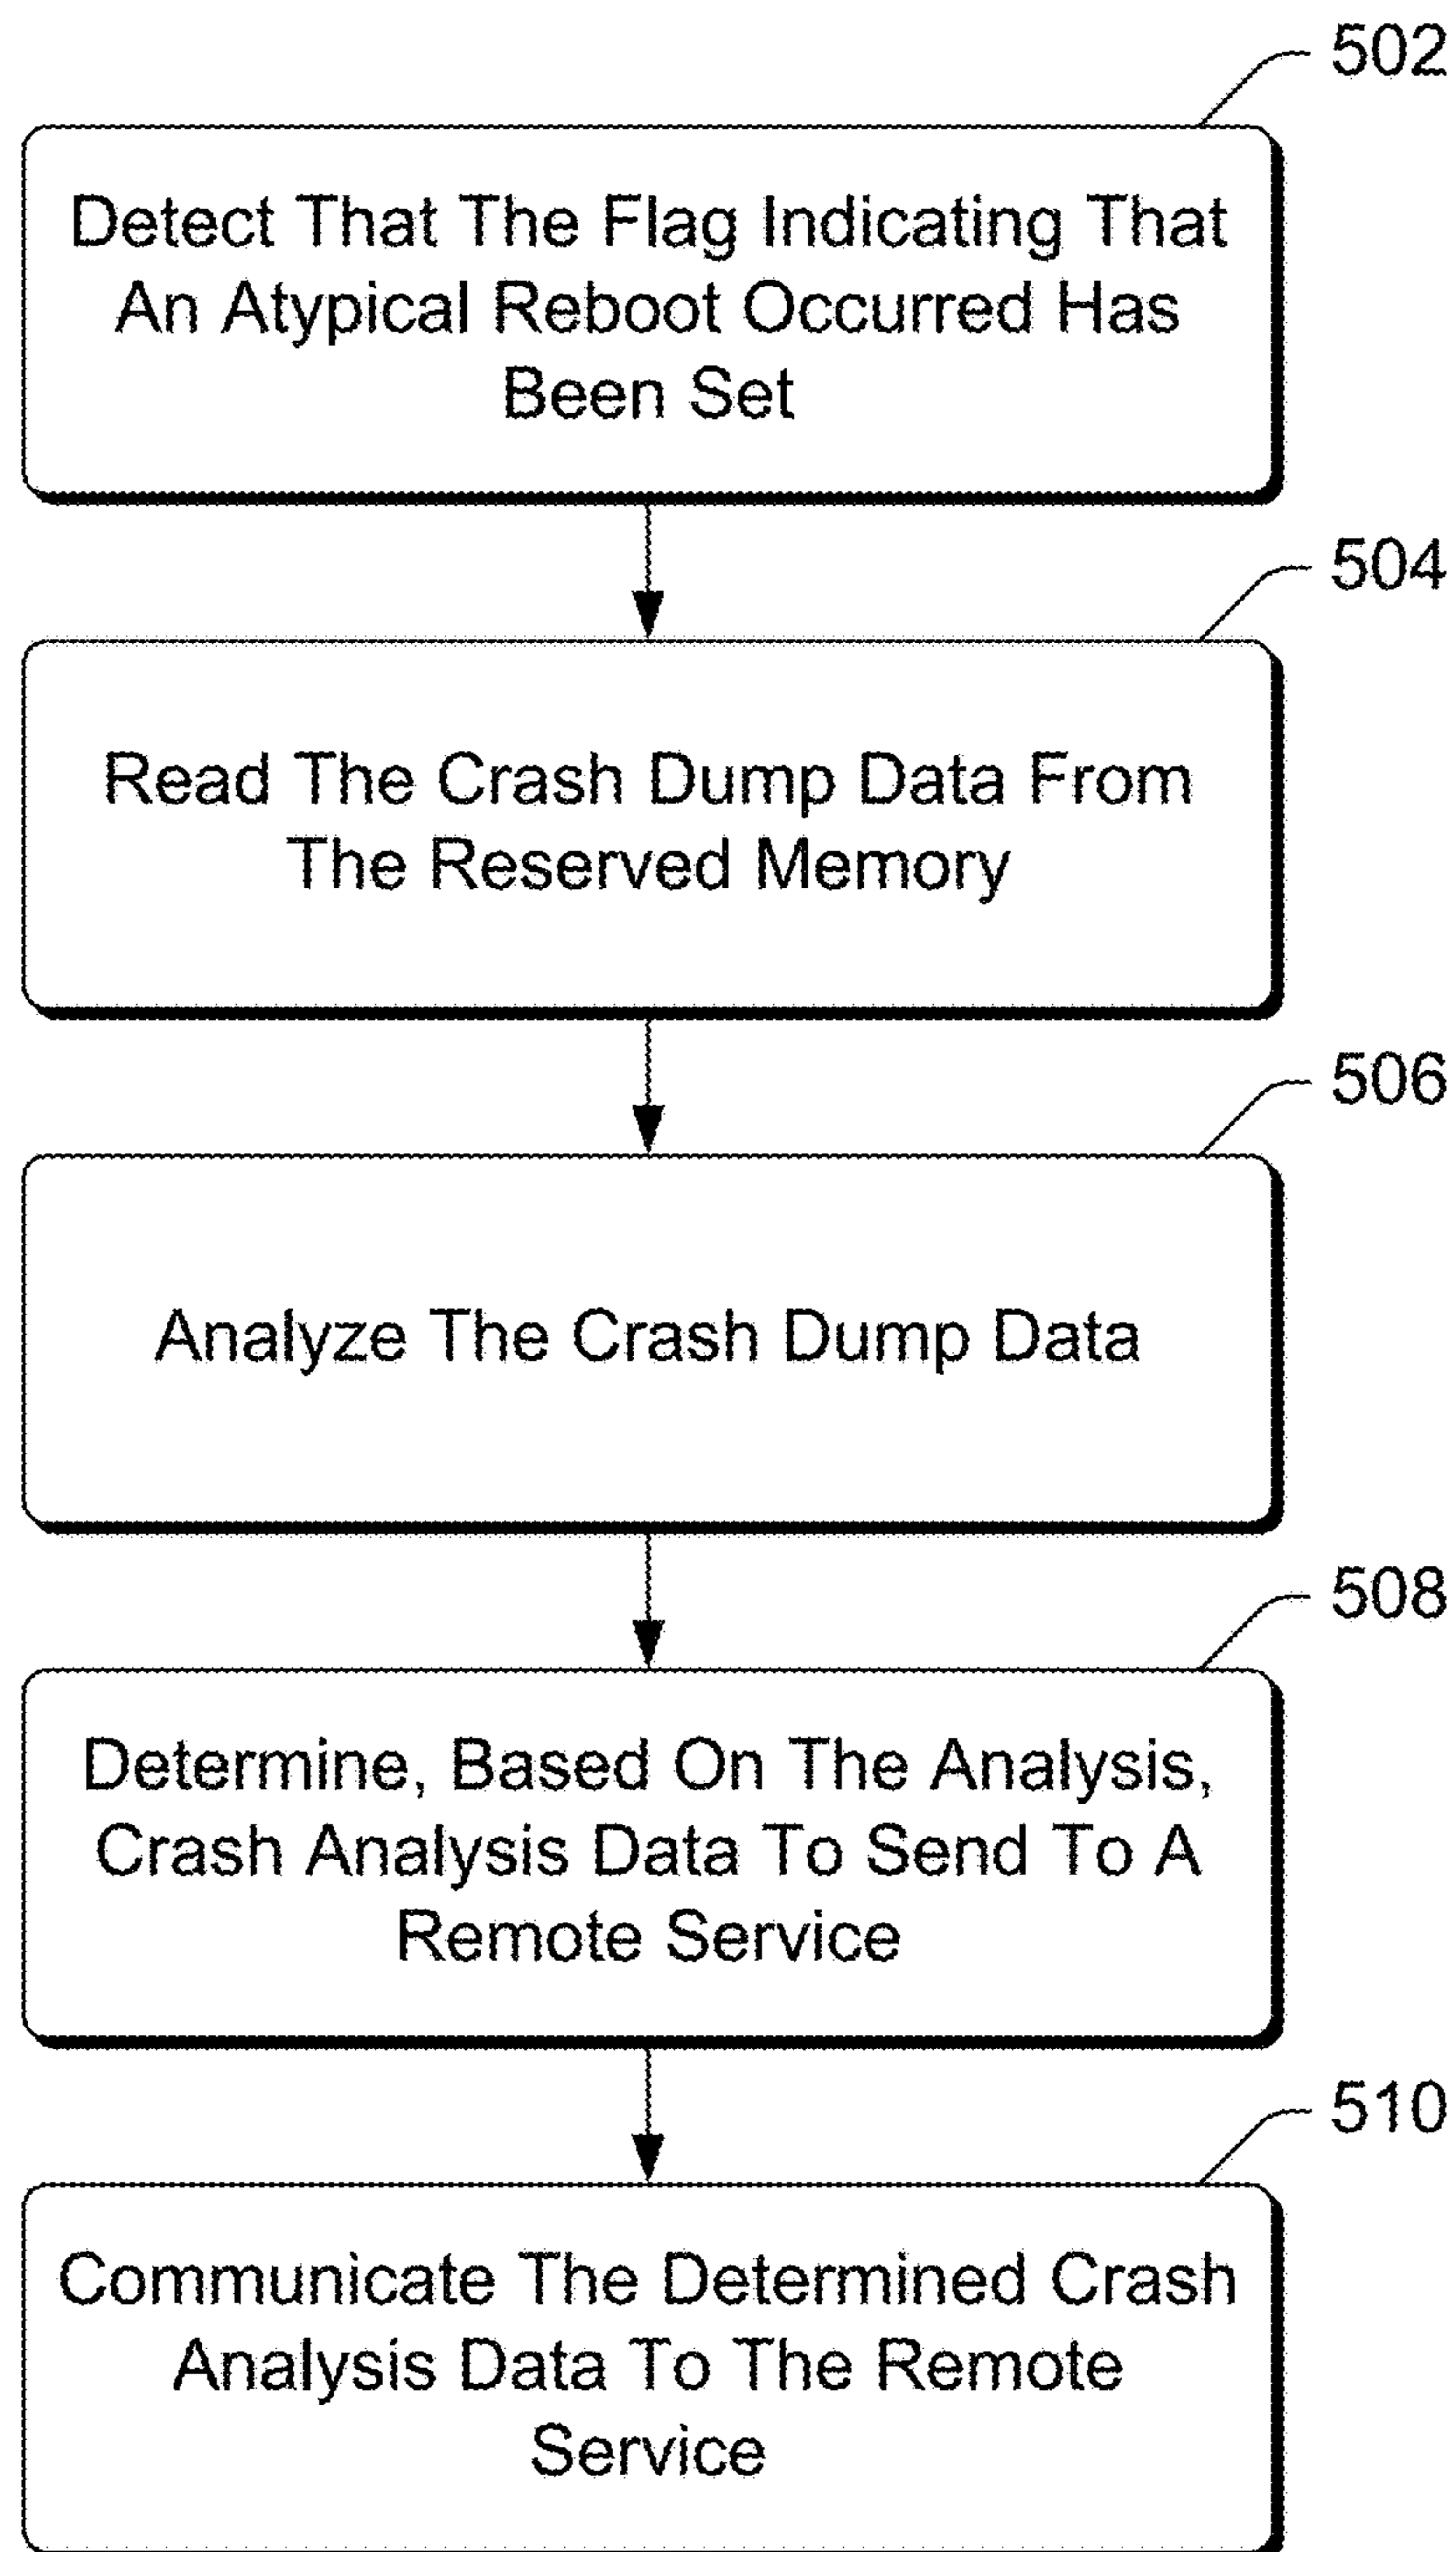 502
Detect That The Flag Indicating That
An Atypical Reboot Occurred Has
Been Set
504
Read The Crash Dump Data From
The Reserved Memory
506
Analyze The Crash Dump Data
508
Determine, Based On The Analysis,
Crash Analysis Data To Send To A
Remote Service
510
Communicate The Determined Crash
Analysis Data To The Remote
Service